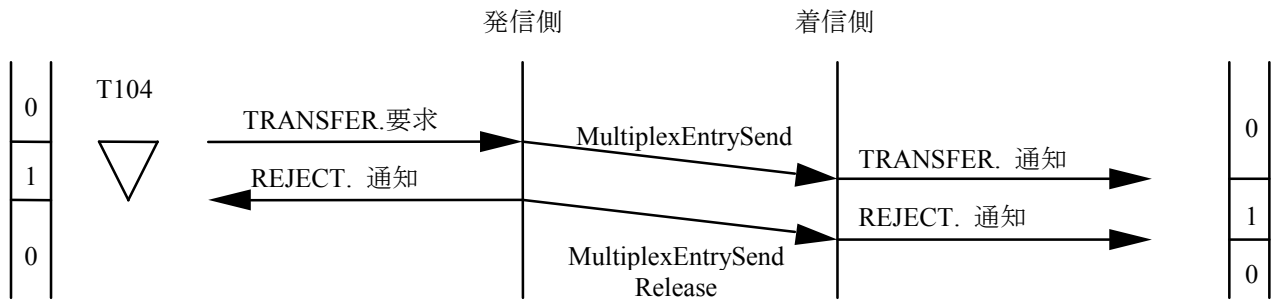 発信側
着信側
T104
0
TRANSFER.要求
MultiplexEntrySend
0
TRANSFER. 通知
1
REJECT. 通知
REJECT. 通知
1
0
MultiplexEntrySend
Release
0